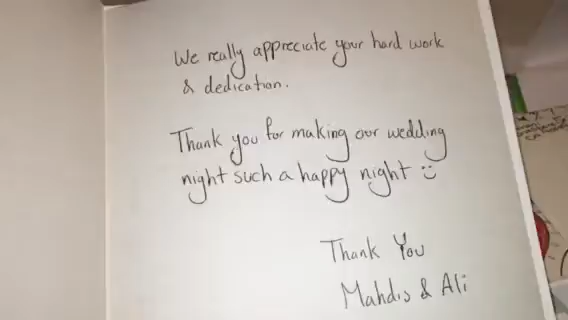 We really appreciate your hard work
& dedication.
Thank you for making our wedding
night such a happy night :)
Thank You
Mahdis & Ali